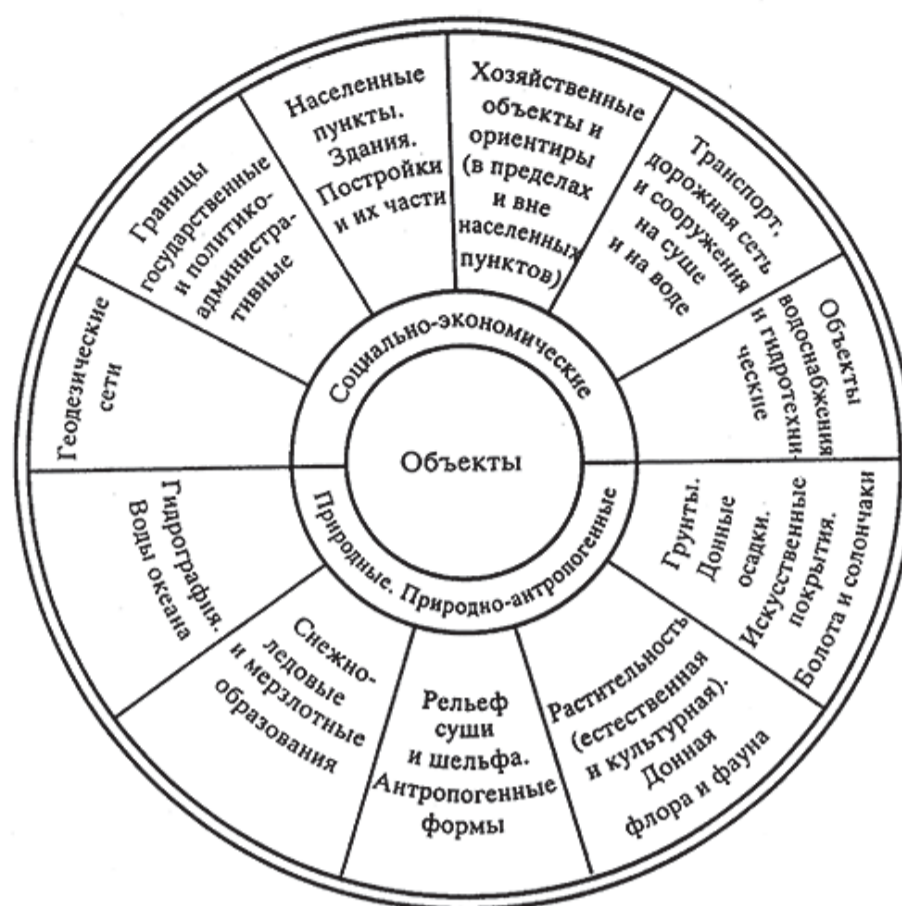 Объекты
Социально-экономические
Природные. Природно-антропогенные
Геодезические
сети
Границы
государственные
и политико-
администра-
тивные
Населенные
пункты.
Здания.
Постройки
и их части
Хозяйственные
объекты и
ориентиры
(в пределах
и вне
населенных
пунктов)
Транспорт,
дорожная сеть
и сооружения
на суше
и на воде
Объекты
водоснабжения
и гидротехни-
ческие
Грунты.
Донные
осадки.
Искусственные
покрытия.
Болота и солончаки
Растительность
(естественная
и культурная).
Донная
флора и фауна
Рельеф
суши
и шельфа.
Антропогенные
формы
Снежно-
ледовые
и мерзлотные
образования
Гидрография.
Воды океана